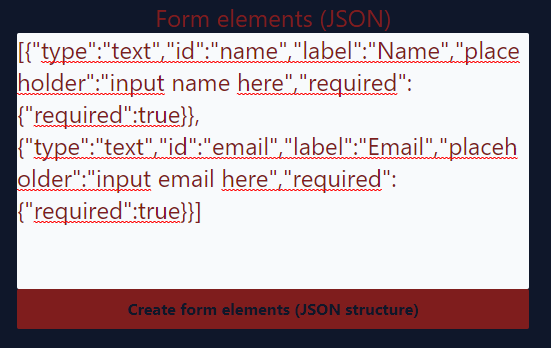 Form elements (JSON)
[{"type":"text","id":"name","label":"Name","place
holder":"input name here","required":
{"required":true}},
{"type":"text","id":"email","label":"Email","placeh
older":"input email here","required":
{"required":true}}]
Create form elements (JSON structure)